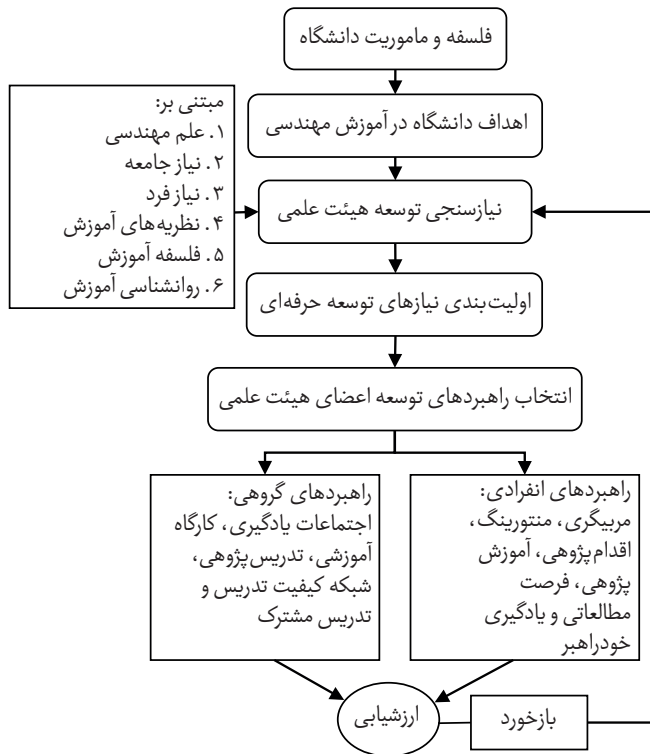 فلسفه و ماموریت دانشگاه
اهداف دانشگاه در آموزش مهندسی
مبتنی بر:
۱. علم مهندسی
۲. نیاز جامعه
۳. نیاز فرد
۴. نظریه‌های آموزش
۵. فلسفه آموزش
۶. روانشناسی آموزش
نیازسنجی توسعه هیئت علمی
اولیت‌بندی نیازهای توسعه حرفه‌ای
انتخاب راهبردهای توسعه اعضای هیئت علمی
راهبردهای انفرادی:
مربیگری، منتورینگ،
اقدام‌پژوهی، آموزش
پژوهی، فرصت
مطالعاتی و یادگیری
خودراهبر
راهبردهای گروهی:
اجتماعات یادگیری، کارگاه
آموزشی، تدریس‌پژوهی،
شبکه کیفیت تدریس و
تدریس مشترک
ارزشیابی
بازخورد